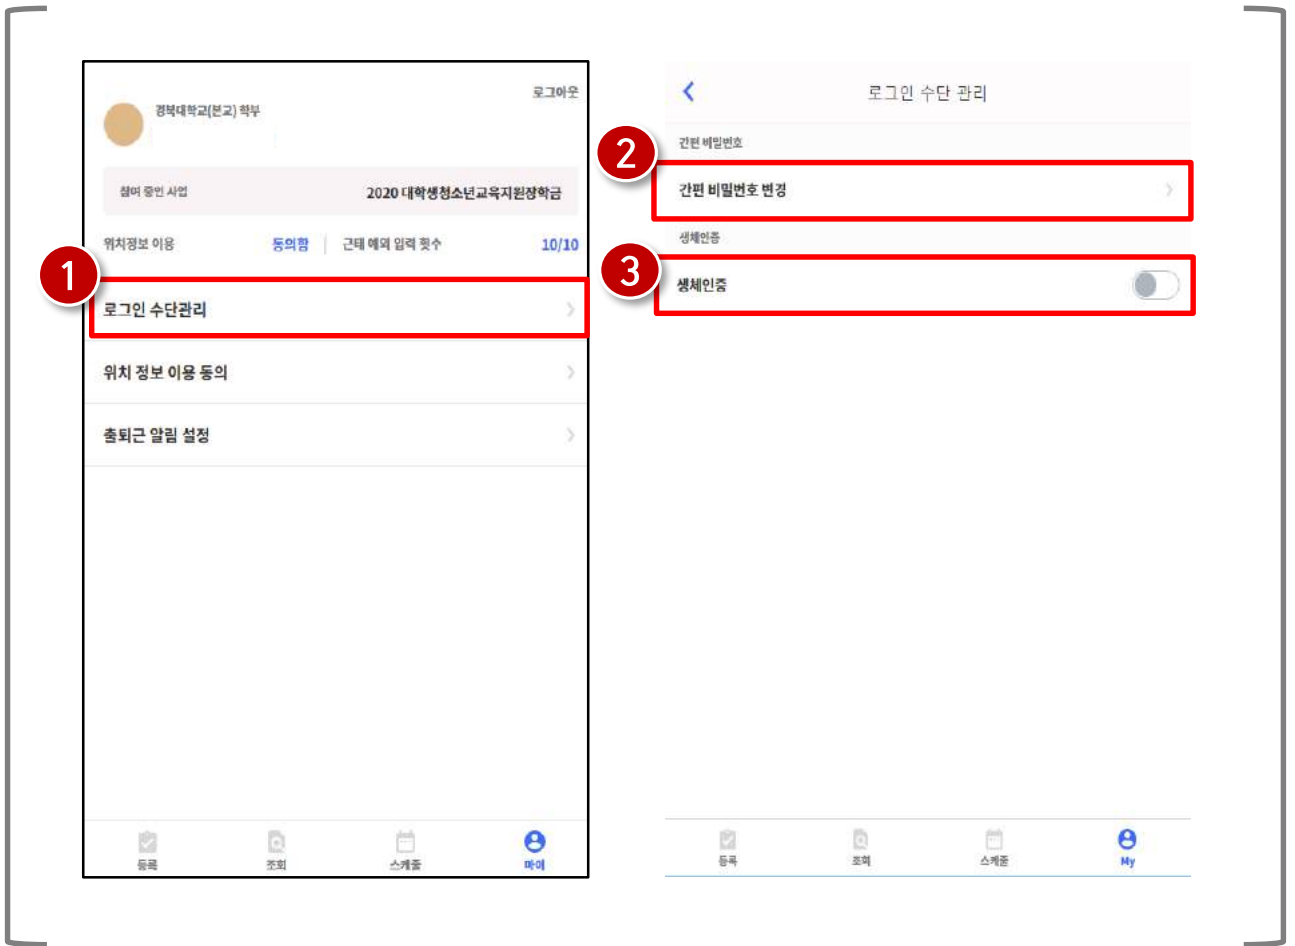 로그아웃
경북대학교(본교) 학부
참여 중인 사업 2020 대학생청소년교육지원장학금
위치정보 이용 동의함 근태 예외 입력 횟수 10/10
1
로그인 수단관리
위치 정보 이용 동의
출퇴근 알림 설정
등록 조회 스케줄 마이
로그인 수단 관리
간편 비밀번호
2
간편 비밀번호 변경
생체인증
3
생체인증
등록 조회 스케줄 My